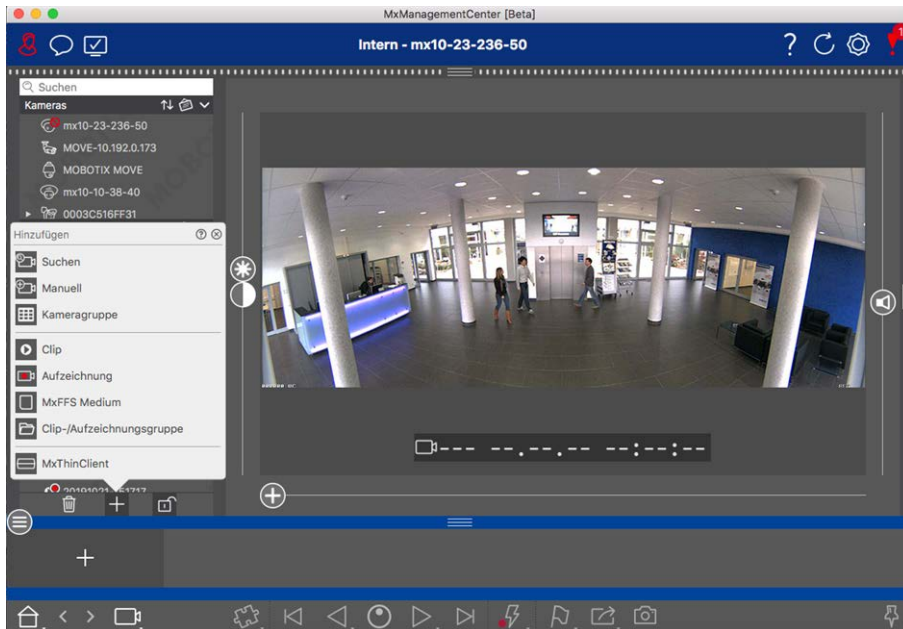 MxManagementCenter [Beta]
Intern - mx10-23-236-50
Suchen
Kameras
mx10-23-236-50
MOVE-10.192.0.173
MOBOTIX MOVE
mx10-10-38-40
0003C516FF31
Hinzufügen
Suchen
Manuell
Kameragruppe
Clip
Aufzeichnung
MxFFS Medium
Clip-/Aufzeichnungsgruppe
MxThinClient
--- --.--.-- --:--:--